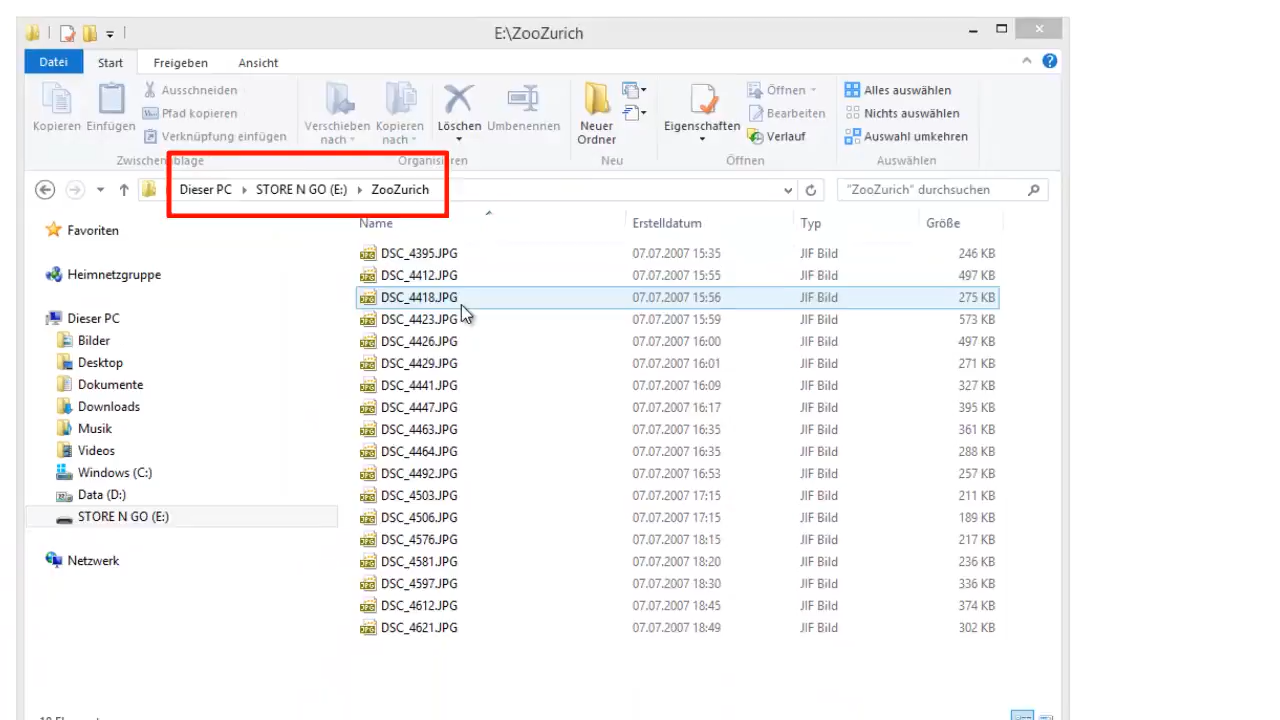 E:\ZooZurich
Datei Start Freigeben Ansicht
Kopieren Einfügen Ausschneiden Pfad kopieren Verknüpfung einfügen
Verschieben nach Kopieren nach Löschen Umbenennen
Neuer Ordner
Eigenschaften Öffnen Bearbeiten Verlauf
Alles auswählen Nichts auswählen Auswahl umkehren
Organisieren Neu Öffnen Auswählen
Dieser PC STORE N GO (E:) ZooZurich "ZooZurich" durchsuchen
Favoriten
Heimnetzgruppe
Dieser PC
Bilder
Desktop
Dokumente
Downloads
Musik
Videos
Windows (C:)
Data (D:)
STORE N GO (E:)
Netzwerk
Name Erstelldatum Typ Größe
DSC_4395.JPG 07.07.2007 15:35 JIF Bild 246 KB
DSC_4412.JPG 07.07.2007 15:55 JIF Bild 497 KB
DSC_4418.JPG 07.07.2007 15:56 JIF Bild 275 KB
DSC_4423.JPG 07.07.2007 15:59 JIF Bild 573 KB
DSC_4426.JPG 07.07.2007 16:00 JIF Bild 497 KB
DSC_4429.JPG 07.07.2007 16:01 JIF Bild 271 KB
DSC_4441.JPG 07.07.2007 16:09 JIF Bild 327 KB
DSC_4447.JPG 07.07.2007 16:17 JIF Bild 395 KB
DSC_4463.JPG 07.07.2007 16:35 JIF Bild 361 KB
DSC_4464.JPG 07.07.2007 16:35 JIF Bild 288 KB
DSC_4492.JPG 07.07.2007 16:53 JIF Bild 257 KB
DSC_4503.JPG 07.07.2007 17:15 JIF Bild 211 KB
DSC_4506.JPG 07.07.2007 17:15 JIF Bild 189 KB
DSC_4576.JPG 07.07.2007 18:15 JIF Bild 217 KB
DSC_4581.JPG 07.07.2007 18:20 JIF Bild 236 KB
DSC_4597.JPG 07.07.2007 18:30 JIF Bild 336 KB
DSC_4612.JPG 07.07.2007 18:45 JIF Bild 374 KB
DSC_4621.JPG 07.07.2007 18:49 JIF Bild 302 KB